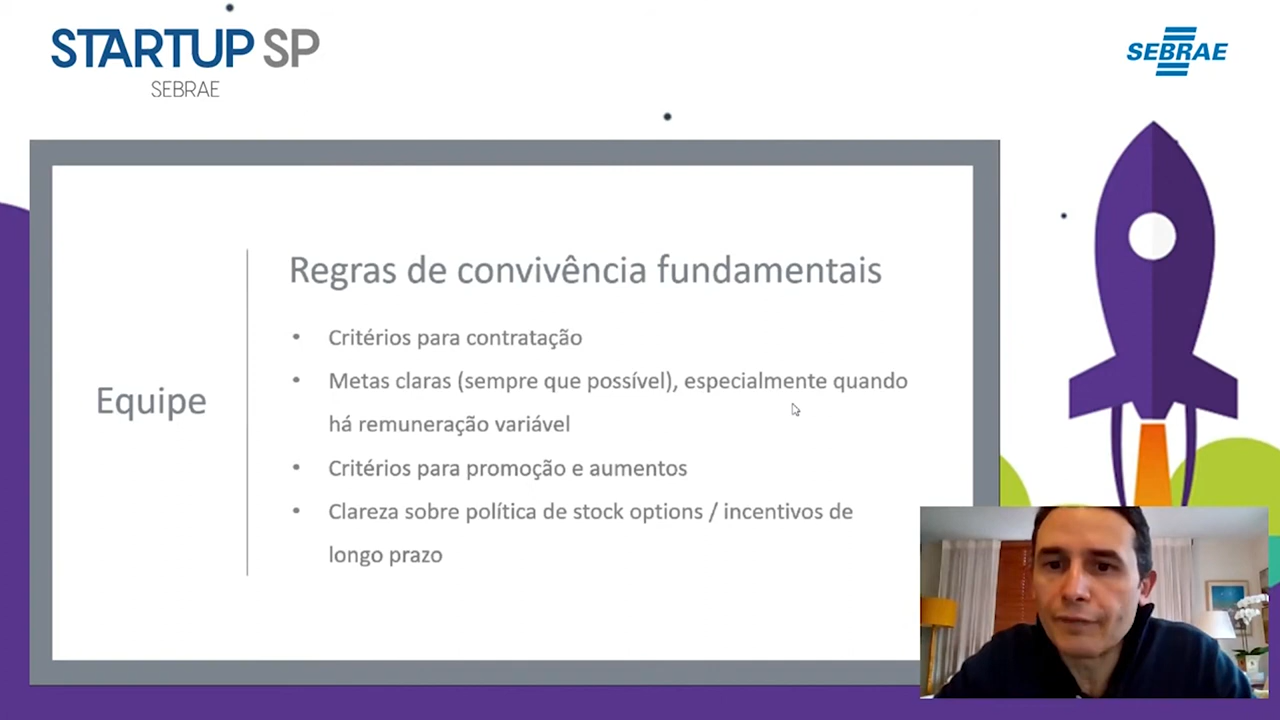 STARTUP SP
SEBRAE
SEBRAE
Equipe
Regras de convivência fundamentais
• Critérios para contratação
• Metas claras (sempre que possível), especialmente quando
há remuneração variável
• Critérios para promoção e aumentos
• Clareza sobre política de stock options / incentivos de
longo prazo